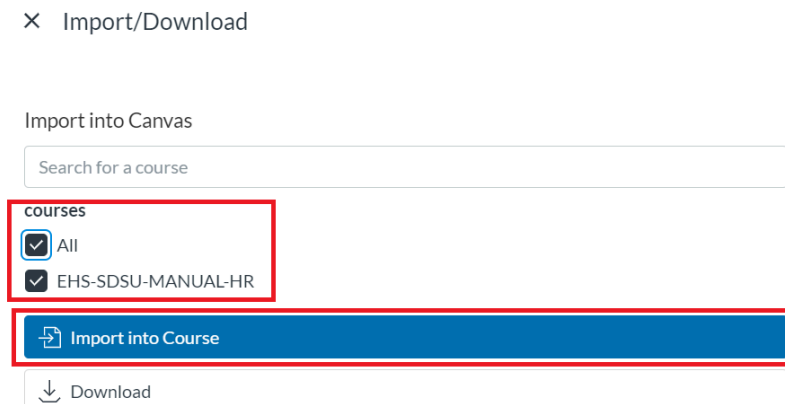 Import/Download
Import into Canvas
Search for a course
courses
All
EHS-SDSU-MANUAL-HR
Import into Course
Download